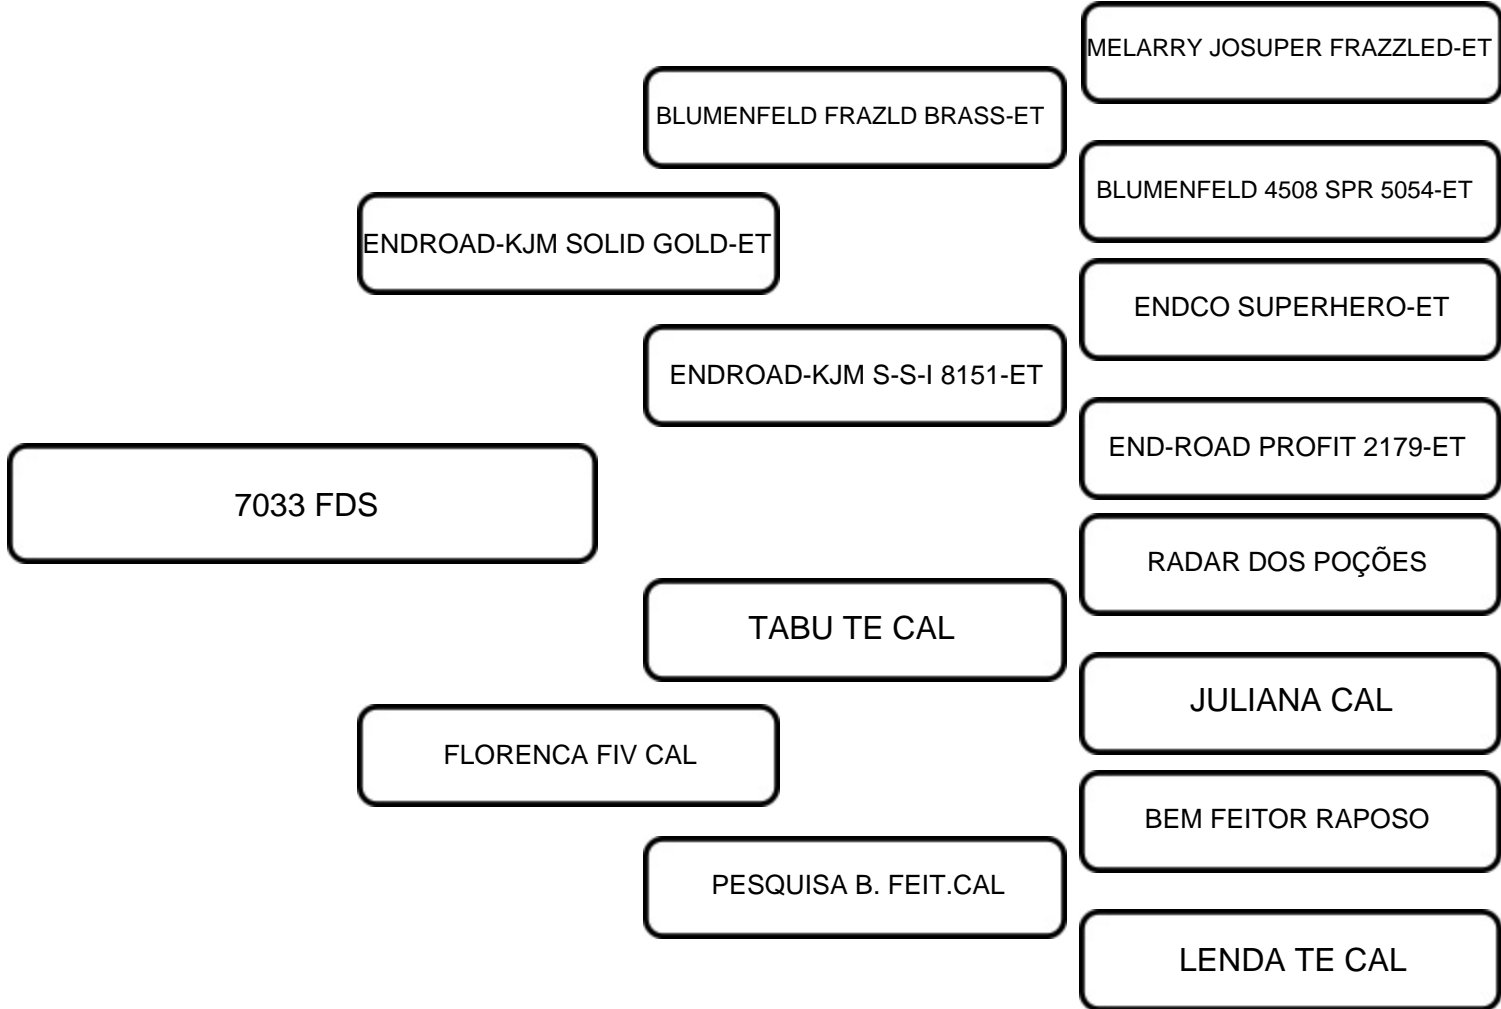 MELARRY JOSUPER FRAZZLED-ET
BLUMENFELD FRAZLD BRASS-ET
BLUMENFELD 4508 SPR 5054-ET
ENDROAD-KJM SOLID GOLD-ET
ENDCO SUPERHERO-ET
ENDROAD-KJM S-S-I 8151-ET
END-ROAD PROFIT 2179-ET
7033 FDS
RADAR DOS POÇÕES
TABU TE CAL
JULIANA CAL
FLORENCA FIV CAL
BEM FEITOR RAPOSO
PESQUISA B. FEIT.CAL
LENDA TE CAL